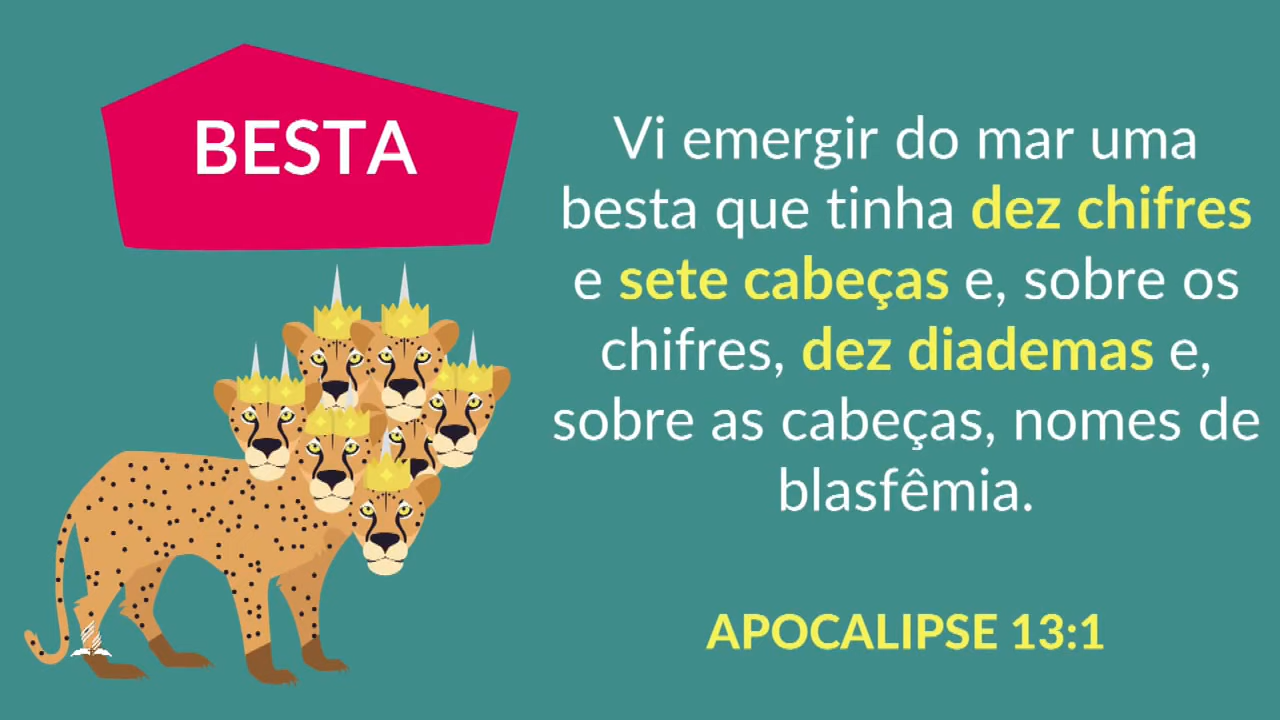 BESTA
Vi emergir do mar uma
besta que tinha dez chifres
e sete cabeças e, sobre os
chifres, dez diademas e,
sobre as cabeças, nomes de
blasfêmia.
APOCALIPSE 13:1